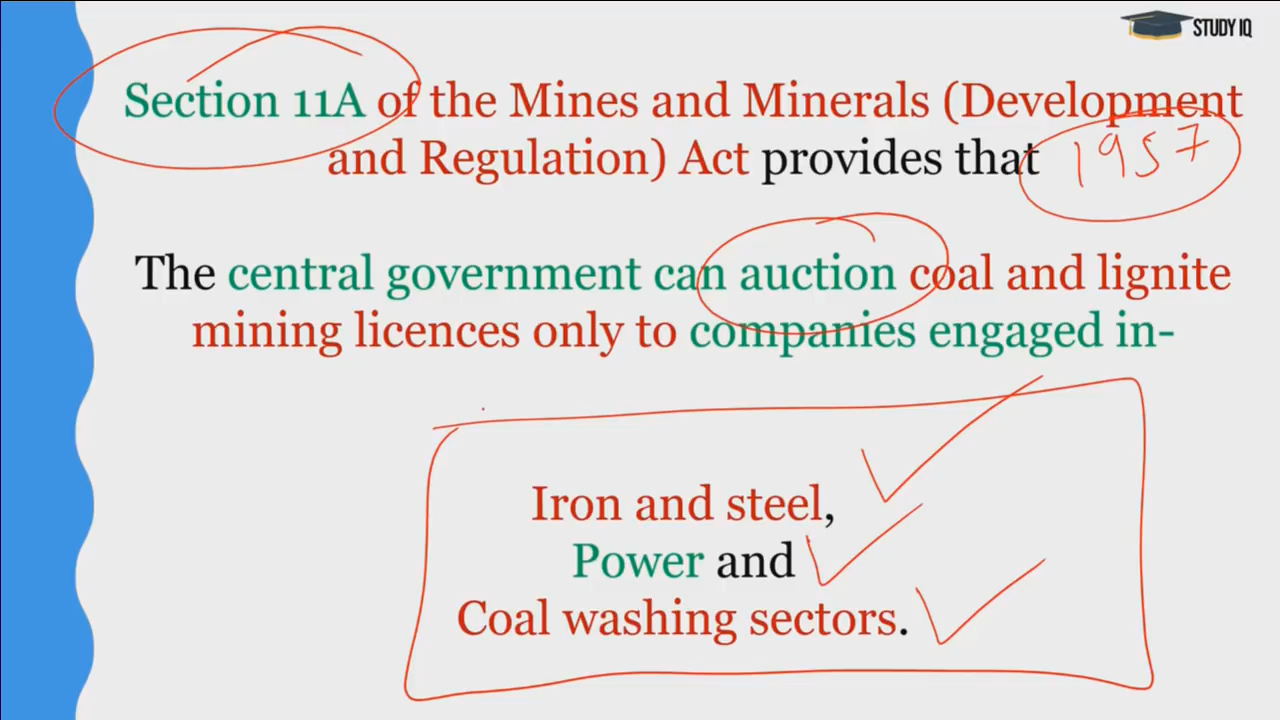 STUDY IQ
Section 11A of the Mines and Minerals (Development
and Regulation) Act provides that
1957
The central government can auction coal and lignite
mining licences only to companies engaged in-
Iron and steel,
Power and
Coal washing sectors.